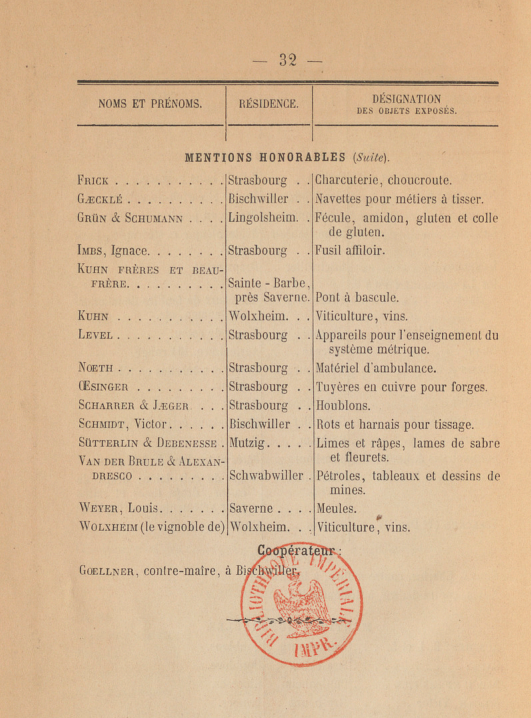 — 32 —
NOMS ET PRÉNOMS. RÉSIDENCE. DÉSIGNATION
DES OBJETS EXPOSÉS.
MENTIONS HONORABLES (Suite).
FRICK . . . . . . . . . . . Strasbourg . . Charcuterie, choucroute.
GÆCKLÉ . . . . . . . . . . Bischwiller . . Navettes pour métiers à tisser.
GRÜN & SCHUMANN . . . . Lingolsheim. . Fécule, amidon, gluten et colle
de gluten.
IMBS, Ignace. . . . . . . . Strasbourg . . Fusil affiloir.
KUHN FRÈRES ET BEAU-
FRÈRE. . . . . . . . . . Sainte - Barbe,
près Saverne. Pont à bascule.
KUHN . . . . . . . . . . . Wolxheim. . . Viticulture, vins.
LEVEL . . . . . . . . . . . Strasbourg . . Appareils pour l'enseignement du
système métrique.
NŒTH . . . . . . . . . . . Strasbourg . . Matériel d'ambulance.
ŒSINGER . . . . . . . . . Strasbourg . . Tuyères en cuivre pour forges.
SCHARRER & JÆGER . . . Strasbourg . . Houblons.
SCHMIDT, Victor. . . . . . Bischwiller . . Rots et harnais pour tissage.
SÜTTERLIN & DEBENESSE . Mutzig. . . . . Limes et râpes, lames de sabre
et fleurets.
VAN DER BRULE & ALEXAN-
DRESCO . . . . . . . . . Schwabwiller . Pétroles, tableaux et dessins de
mines.
WEYER, Louis. . . . . . . Saverne . . . . Meules.
WOLXHEIM (le vignoble de) Wolxheim. . . Viticulture, vins.
Coopérateur :
GOELLNER, contre-maire, à Bischwiller.
BIBLIOTHÈQUE IMPÉRIALE
IMPR.